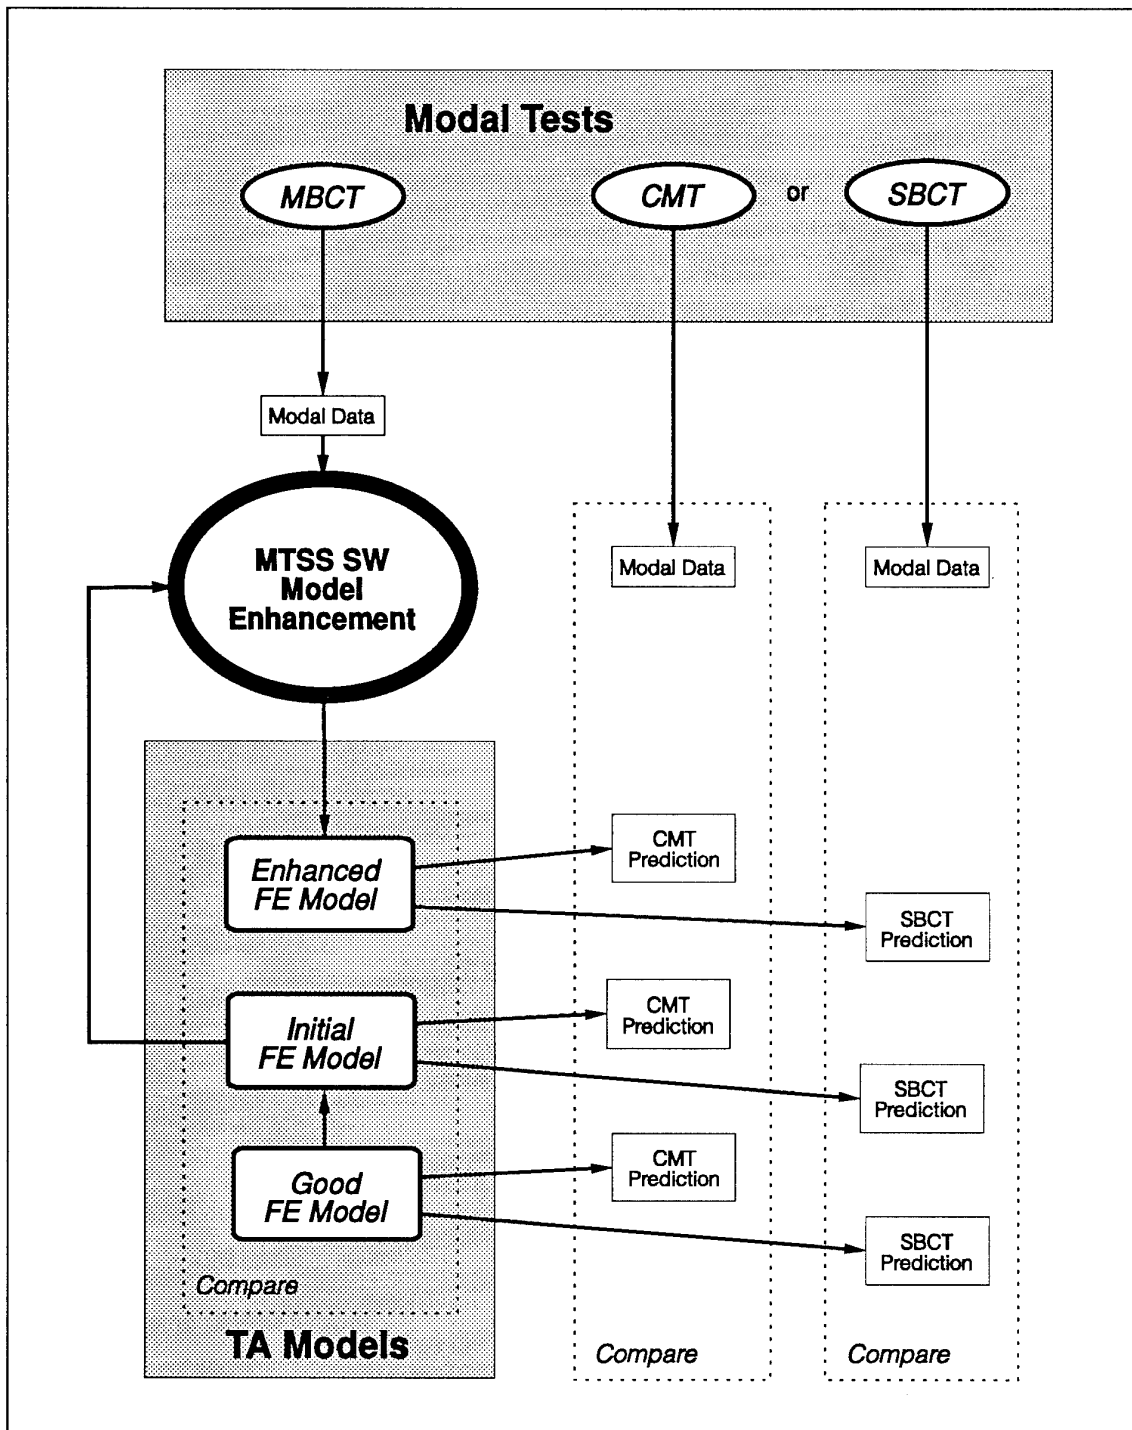 Modal Tests
MBCT
CMT
or
SBCT
Modal Data
MTSS SW
Model
Enhancement
Modal Data
Modal Data
Enhanced
FE Model
CMT
Prediction
SBCT
Prediction
Initial
FE Model
CMT
Prediction
SBCT
Prediction
Good
FE Model
CMT
Prediction
SBCT
Prediction
Compare
TA Models
Compare
Compare